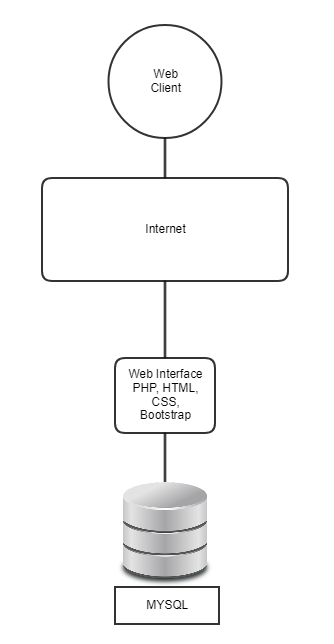 Web
Client
Internet
Web Interface
PHP, HTML,
CSS,
Bootstrap
MYSQL